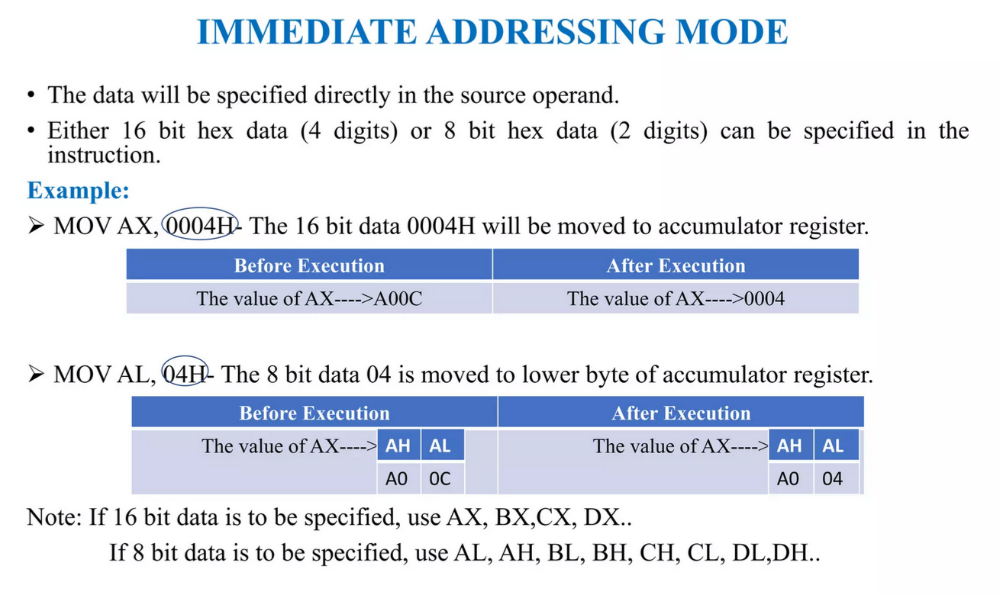 IMMEDIATE ADDRESSING MODE
• The data will be specified directly in the source operand.
• Either 16 bit hex data (4 digits) or 8 bit hex data (2 digits) can be specified in the
instruction.
Example:
➢ MOV AX, 0004H- The 16 bit data 0004H will be moved to accumulator register.
Before Execution After Execution
The value of AX---->A00C The value of AX---->0004
➢ MOV AL, 04H- The 8 bit data 04 is moved to lower byte of accumulator register.
Before Execution After Execution
The value of AX----> AH AL The value of AX----> AH AL
A0 0C A0 04
Note: If 16 bit data is to be specified, use AX, BX,CX, DX..
If 8 bit data is to be specified, use AL, AH, BL, BH, CH, CL, DL,DH..